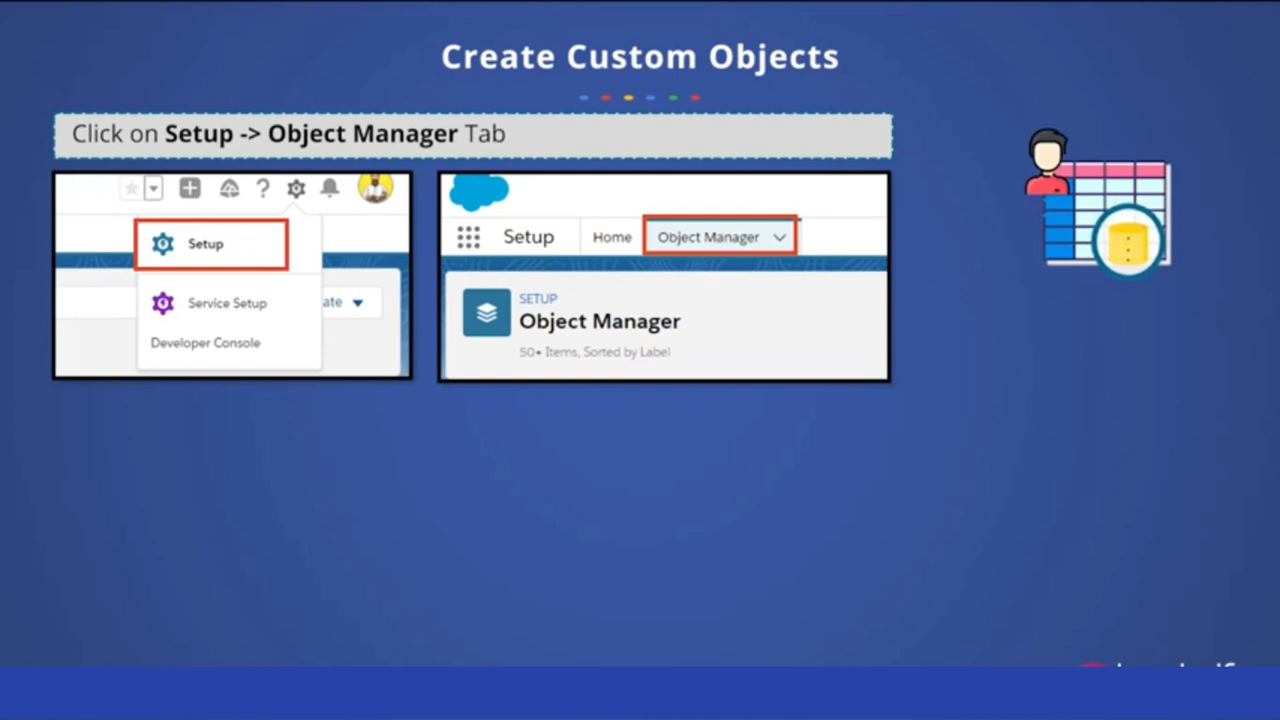 Create Custom Objects
Click on Setup -> Object Manager Tab
Setup
Service Setup
Developer Console
ate
Setup Home Object Manager
SETUP
Object Manager
50+ Items, Sorted by Label